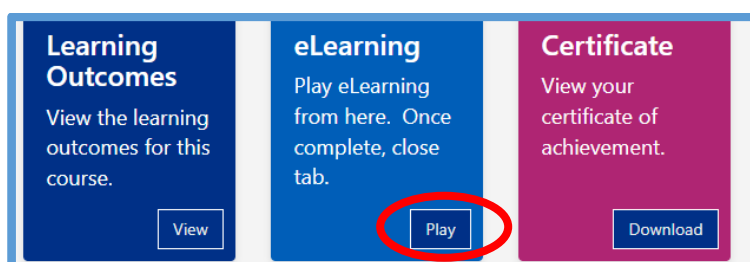 Learning
Outcomes
View the learning
outcomes for this
course.
View
eLearning
Play eLearning
from here.  Once
complete, close
tab.
Play
Certificate
View your
certificate of
achievement.
Download